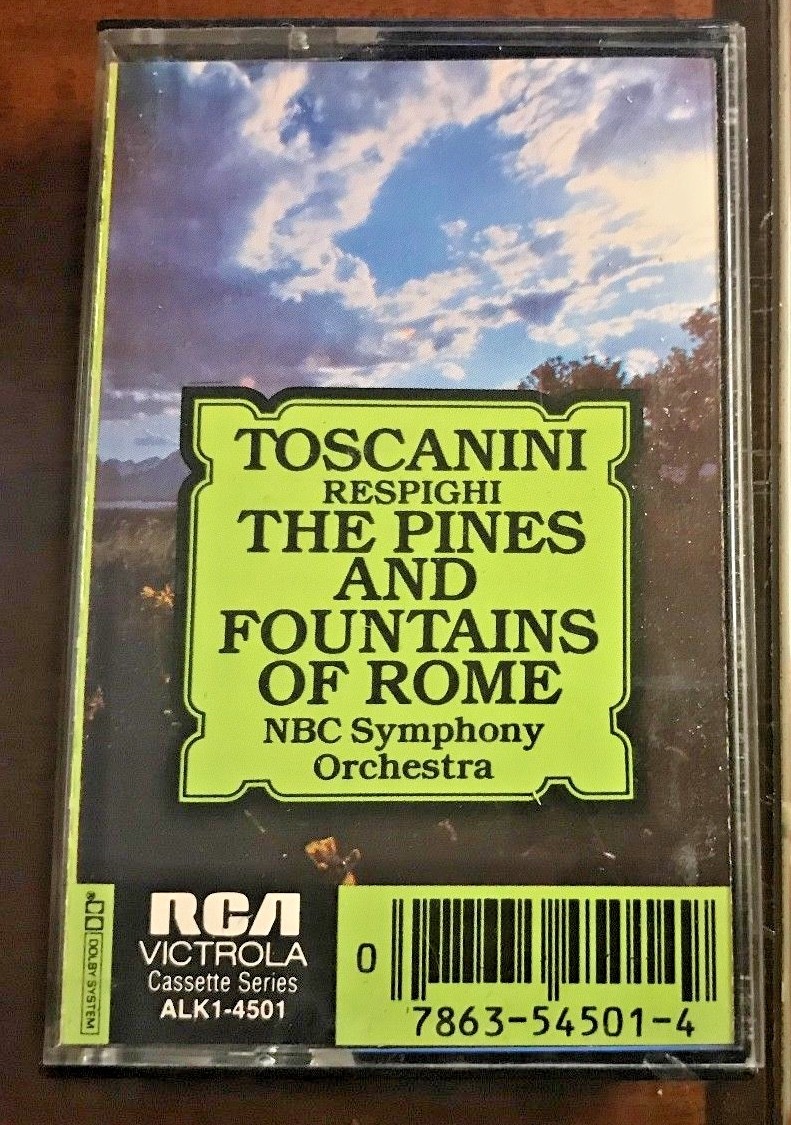 TOSCANINI
RESPIGHI
THE PINES
AND
FOUNTAINS
OF ROME
NBC Symphony
Orchestra
RCA
VICTROLA
Cassette Series
ALK1-4501
DOLBY SYSTEM
®
0
7863-54501-4